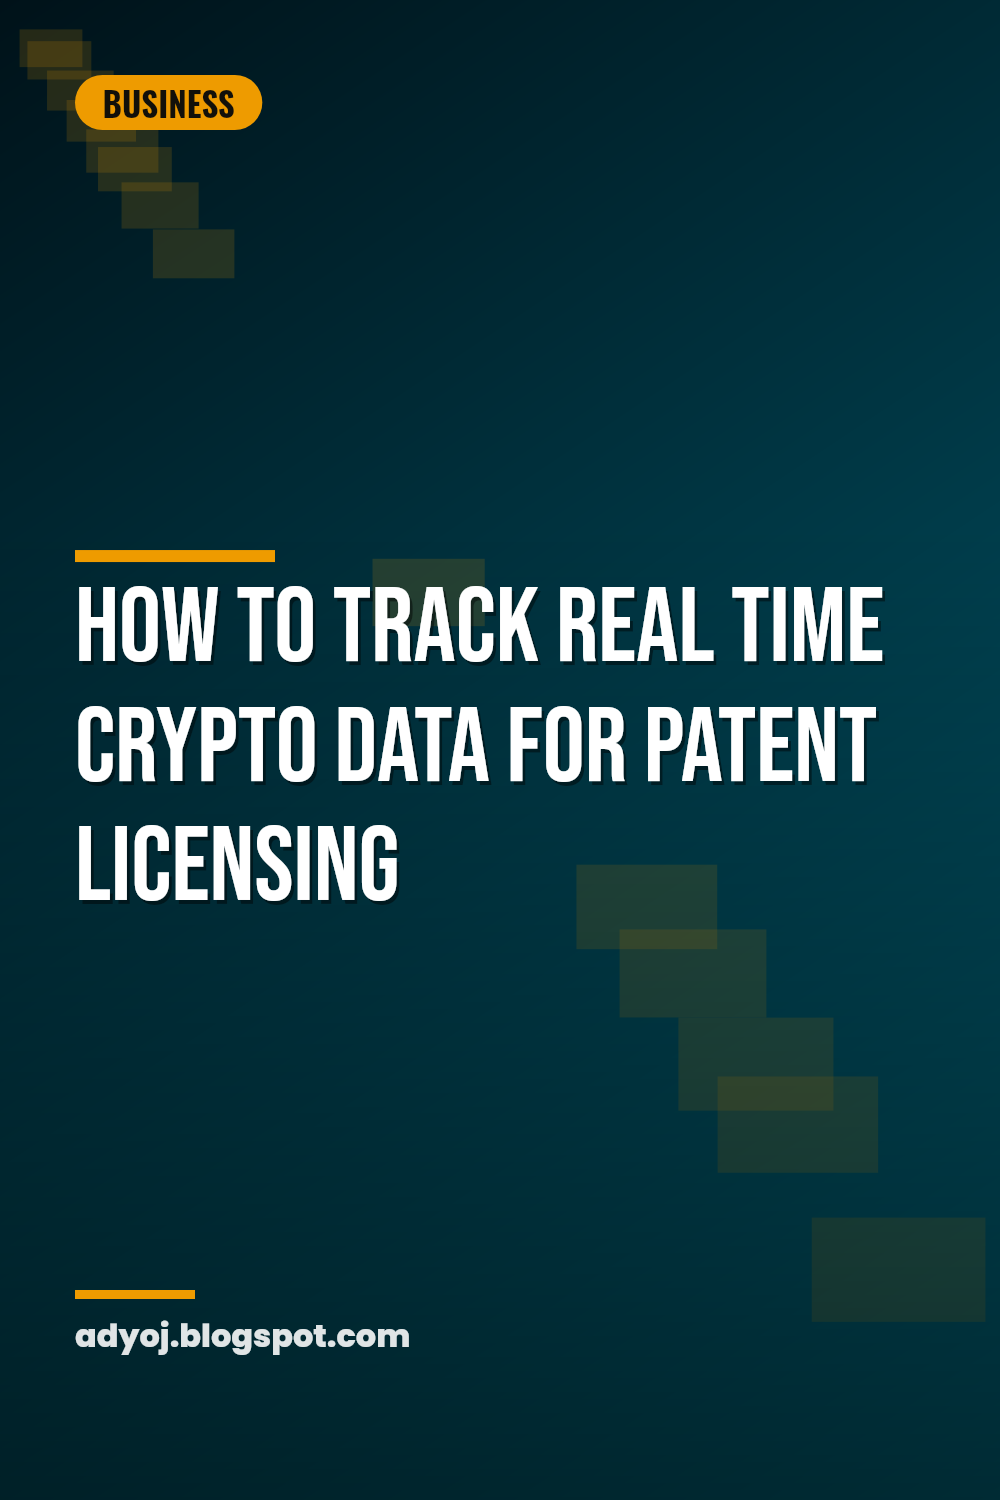 BUSINESS
HOW TO TRACK REAL TIME
CRYPTO DATA FOR PATENT
LICENSING
adyoj.blogspot.com